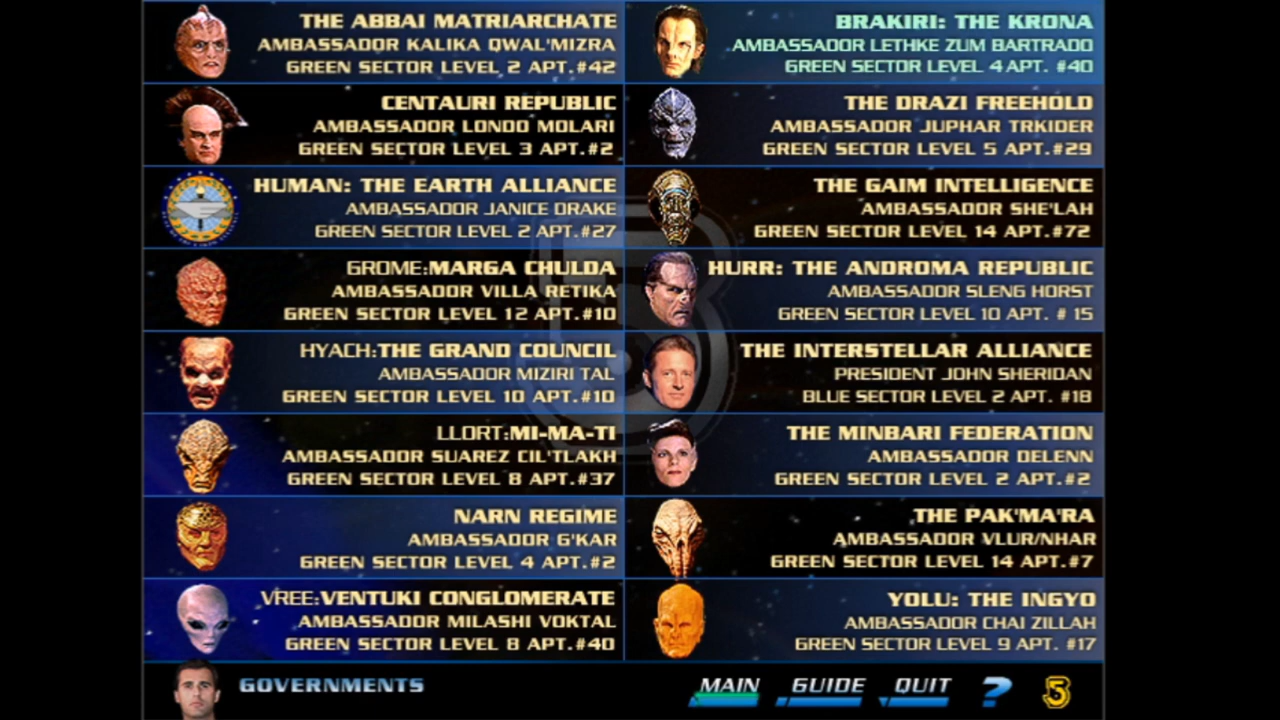 THE ABBAI MATRIARCHATE
AMBASSADOR KALIKA QWAL'MIZRA
GREEN SECTOR LEVEL 2 APT.#42
BRAKIRI: THE KRONA
AMBASSADOR LETHKE ZUM BARTRADO
GREEN SECTOR LEVEL 4 APT. #40
CENTAURI REPUBLIC
AMBASSADOR LONDO MOLARI
GREEN SECTOR LEVEL 3 APT.#2
THE DRAZI FREEHOLD
AMBASSADOR JUPHAR TRKIDER
GREEN SECTOR LEVEL 5 APT.#29
HUMAN: THE EARTH ALLIANCE
AMBASSADOR JANICE DRAKE
GREEN SECTOR LEVEL 2 APT.#27
THE GAIM INTELLIGENCE
AMBASSADOR SHE'LAH
GREEN SECTOR LEVEL 14 APT.#72
GROME:MARGA CHULDA
AMBASSADOR VILLA RETIKA
GREEN SECTOR LEVEL 12 APT.#10
HURR: THE ANDROMA REPUBLIC
AMBASSADOR SLENG HORST
GREEN SECTOR LEVEL 10 APT. # 15
HYACH:THE GRAND COUNCIL
AMBASSADOR MIZIRI TAL
GREEN SECTOR LEVEL 10 APT.#10
THE INTERSTELLAR ALLIANCE
PRESIDENT JOHN SHERIDAN
BLUE SECTOR LEVEL 2 APT. #18
LLORT:MI-MA-TI
AMBASSADOR SUAREZ CIL'TLAKH
GREEN SECTOR LEVEL 8 APT.#37
THE MINBARI FEDERATION
AMBASSADOR DELENN
GREEN SECTOR LEVEL 2 APT.#2
NARN REGIME
AMBASSADOR G'KAR
GREEN SECTOR LEVEL 4 APT.#2
THE PAK'MA'RA
AMBASSADOR VLUR/NHAR
GREEN SECTOR LEVEL 14 APT.#7
VREE:VENTUKI CONGLOMERATE
AMBASSADOR MILASHI VOKTAL
GREEN SECTOR LEVEL 8 APT.#40
YOLU: THE INGYO
AMBASSADOR CHAI ZILLAH
GREEN SECTOR LEVEL 9 APT. #17
GOVERNMENTS
MAIN GUIDE QUIT ? 5